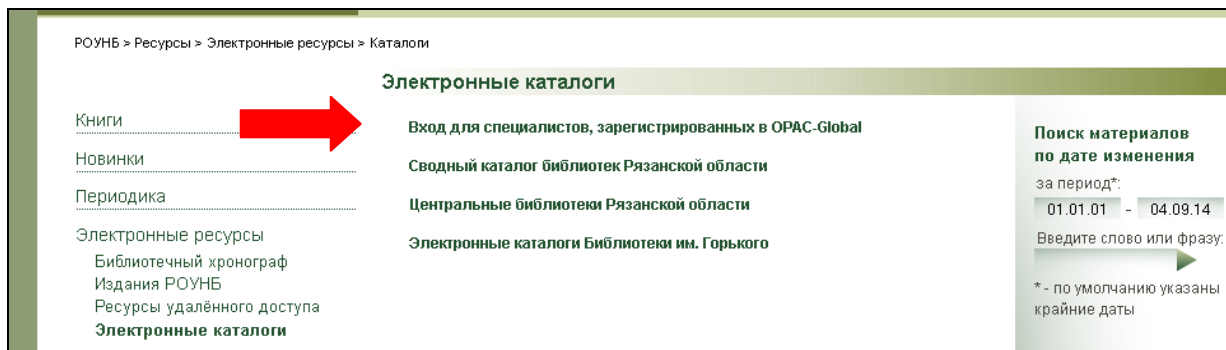 РОУНБ > Ресурсы > Электронные ресурсы > Каталоги
Электронные каталоги
Книги
Новинки
Периодика
Электронные ресурсы
Библиотечный хронограф
Издания РОУНБ
Ресурсы удалённого доступа
Электронные каталоги
Вход для специалистов, зарегистрированных в OPAC-Global
Сводный каталог библиотек Рязанской области
Центральные библиотеки Рязанской области
Электронные каталоги Библиотеки им. Горького
Поиск материалов
по дате изменения
за период*:
01.01.01 - 04.09.14
Введите слово или фразу:
* - по умолчанию указаны
крайние даты